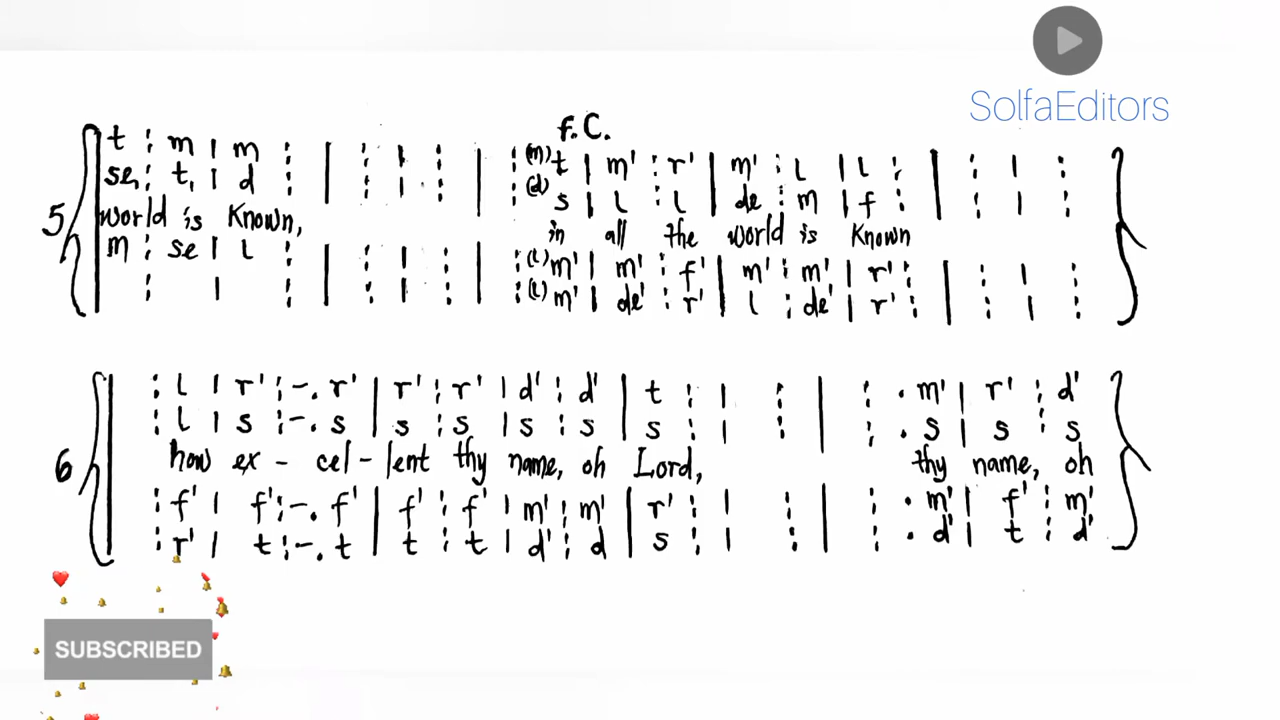 SolfaEditors
f.C.
t : m | m : | : | : | : (m)t | m' : r' | m' : l | l : | : | :
se, : t, | d : | : | : | : (d)s | l : l | de : m | f : | : | :
5 world is known, in all the world is known
m : se | l : | : | : | : (l)m' | m' : f' | m' : m' | r' : | : | :
: | : | : | : | : (l)m' | de' : r' | l : de' | r' : | : | :
: l | r' : -. r' | r' : r' | d' : d' | t : | : | : . m' | r' : d'
: l | s : -. s | s : s | s : s | s : | : | : . s | s : s
6 how ex - cel - lent thy name, oh Lord, thy name, oh
: f' | f' : -. f' | f' : f' | m' : m' | r' : | : | : . m' | f' : m'
: r' | t : -. t | t : t | d' : d | s : | : | : . d' | t : d'
SUBSCRIBED